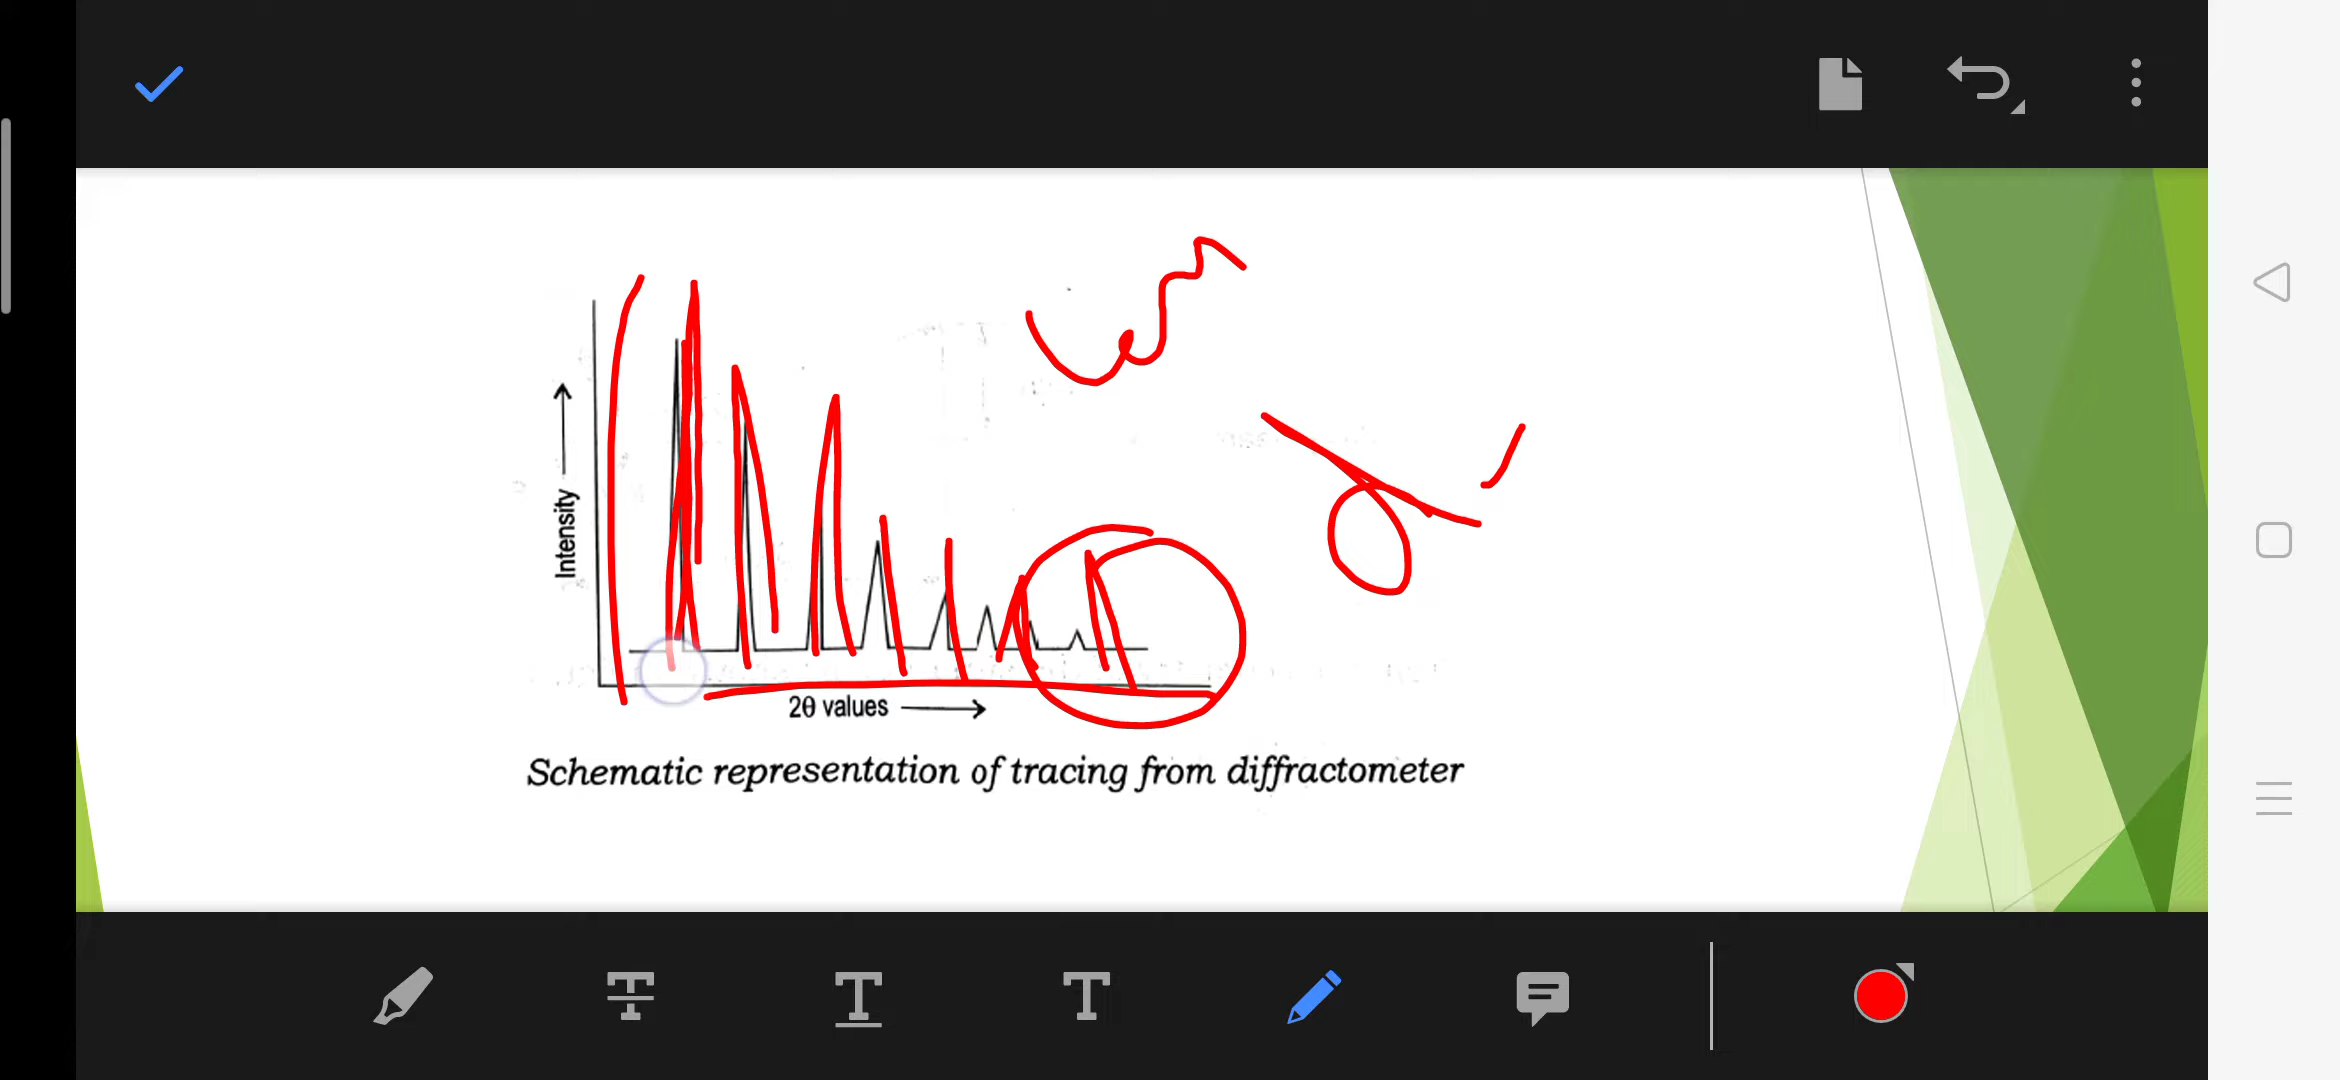 Intensity
2θ values
Schematic representation of tracing from diffractometer